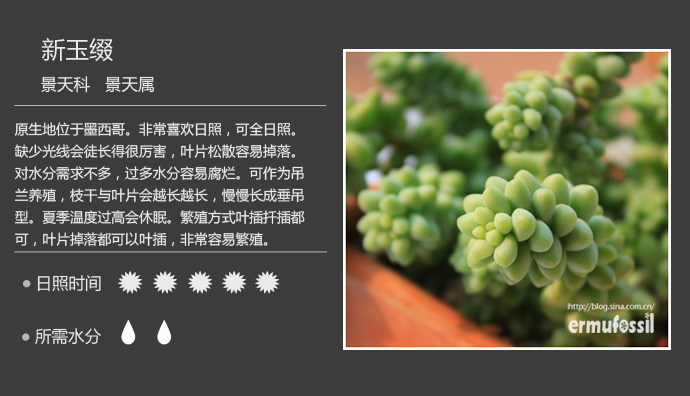 新玉缀
景天科 景天属
原生地位于墨西哥。非常喜欢日照，可全日照。
缺少光线会徒长得很厉害，叶片松散容易掉落。
对水分需求不多，过多水分容易腐烂。可作为吊
兰养殖，枝干与叶片会越长越长，慢慢长成垂吊
型。夏季温度过高会休眠。繁殖方式叶插扦插都
可，叶片掉落都可以叶插，非常容易繁殖。
日照时间
所需水分
http://blog.sina.com.cn/
ermufossil